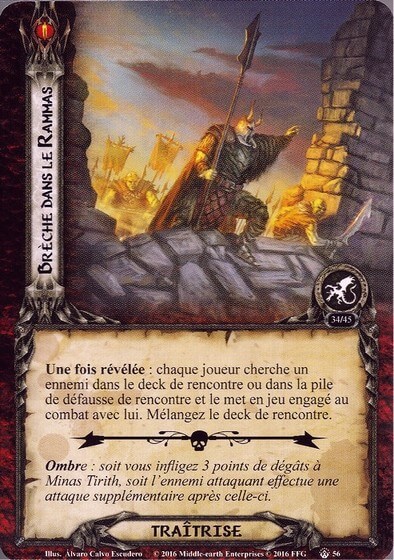 BRÈCHE DANS LE RAMMAS
34/45
Une fois révélée : chaque joueur cherche un
ennemi dans le deck de rencontre ou dans la pile
de défausse de rencontre et le met en jeu engagé au
combat avec lui. Mélangez le deck de rencontre.
Ombre : soit vous infligez 3 points de dégâts à
Minas Tirith, soit l'ennemi attaquant effectue une
attaque supplémentaire après celle-ci.
TRAÎTRISE
Illus. Álvaro Calvo Escudero © 2016 Middle-earth Enterprises © 2016 FFG 56